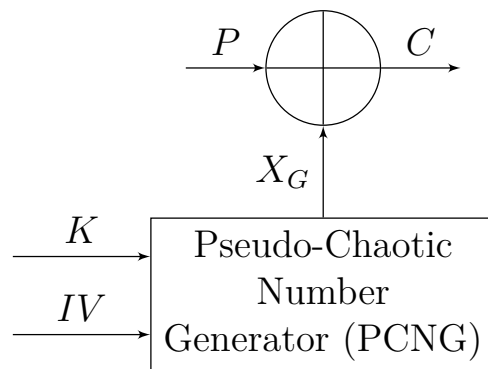 P
C
X_G
K
IV
Pseudo-Chaotic
Number
Generator (PCNG)